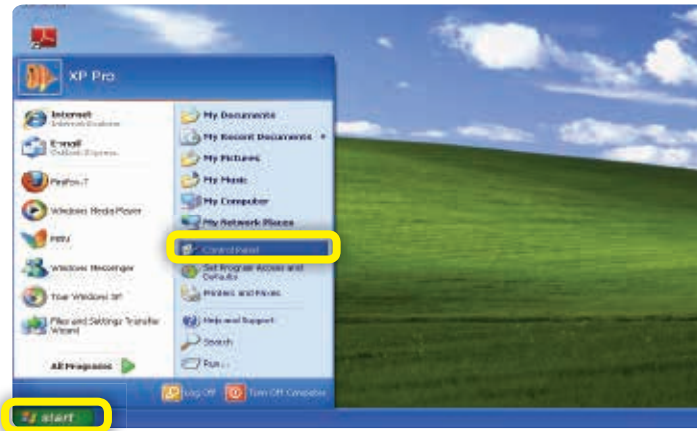 XP Pro
Internet
Internet Explorer
E-mail
Outlook Express
Firefox.7
Windows Media Player
MSN
Windows Messenger
Tour Windows XP
Files and Settings Transfer
Wizard
All Programs
My Documents
My Recent Documents
My Pictures
My Music
My Computer
My Network Places
Control Panel
Set Program Access and
Defaults
Printers and Faxes
Help and Support
Search
Run...
Log Off
Turn Off Computer
start